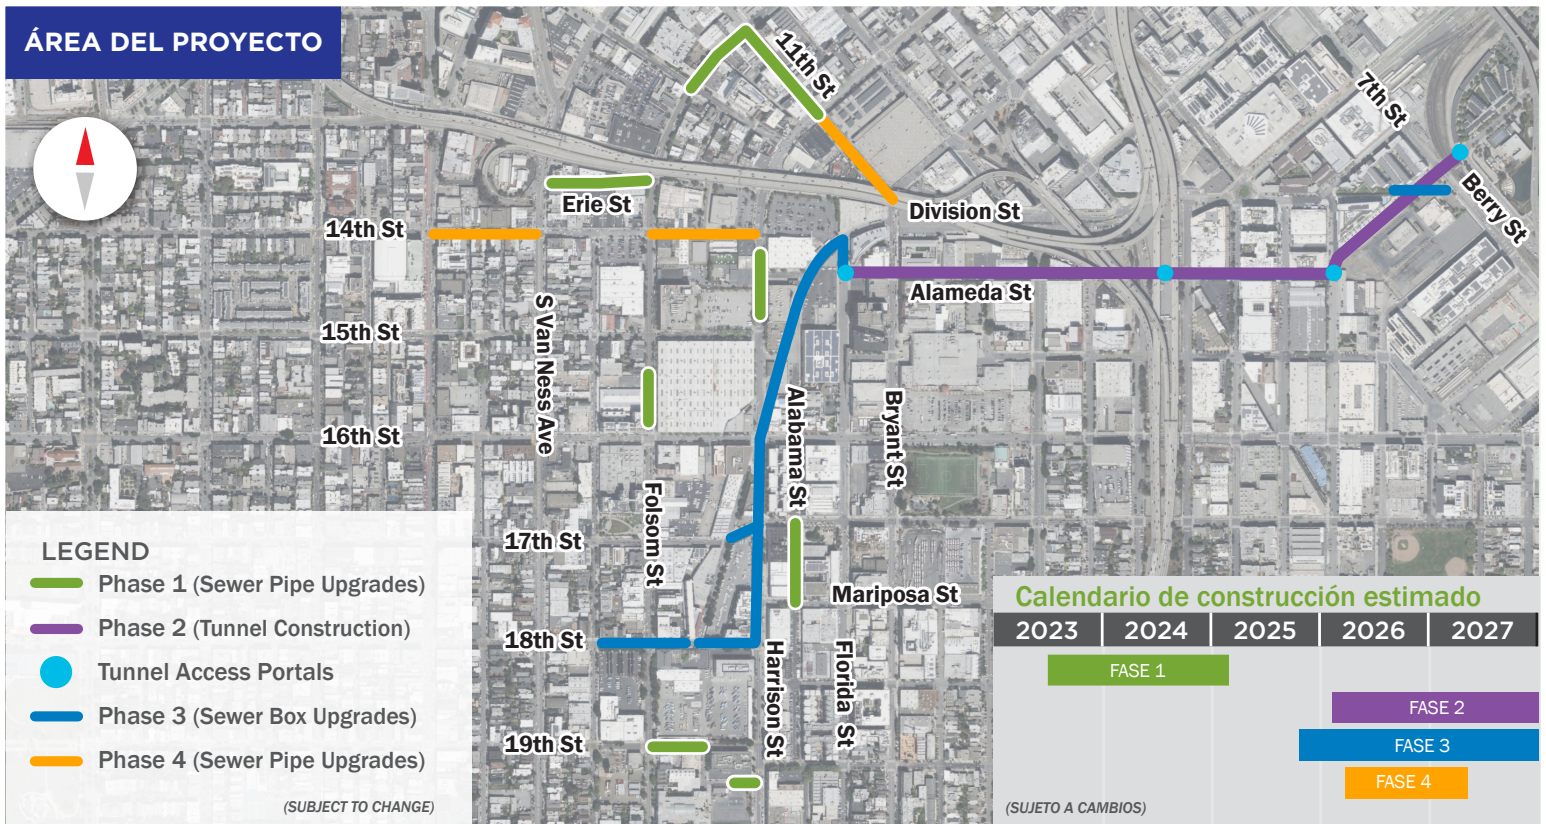 ÁREA DEL PROYECTO
11th St
7th St
Erie St
Division St
Berry St
14th St
Alameda St
S Van Ness Ave
15th St
Alabama St
Bryant St
16th St
Folsom St
17th St
Mariposa St
18th St
Harrison St
Florida St
19th St
LEGEND
Phase 1 (Sewer Pipe Upgrades)
Phase 2 (Tunnel Construction)
Tunnel Access Portals
Phase 3 (Sewer Box Upgrades)
Phase 4 (Sewer Pipe Upgrades)
(SUBJECT TO CHANGE)
Calendario de construcción estimado
2023 2024 2025 2026 2027
FASE 1
FASE 2
FASE 3
FASE 4
(SUJETO A CAMBIOS)